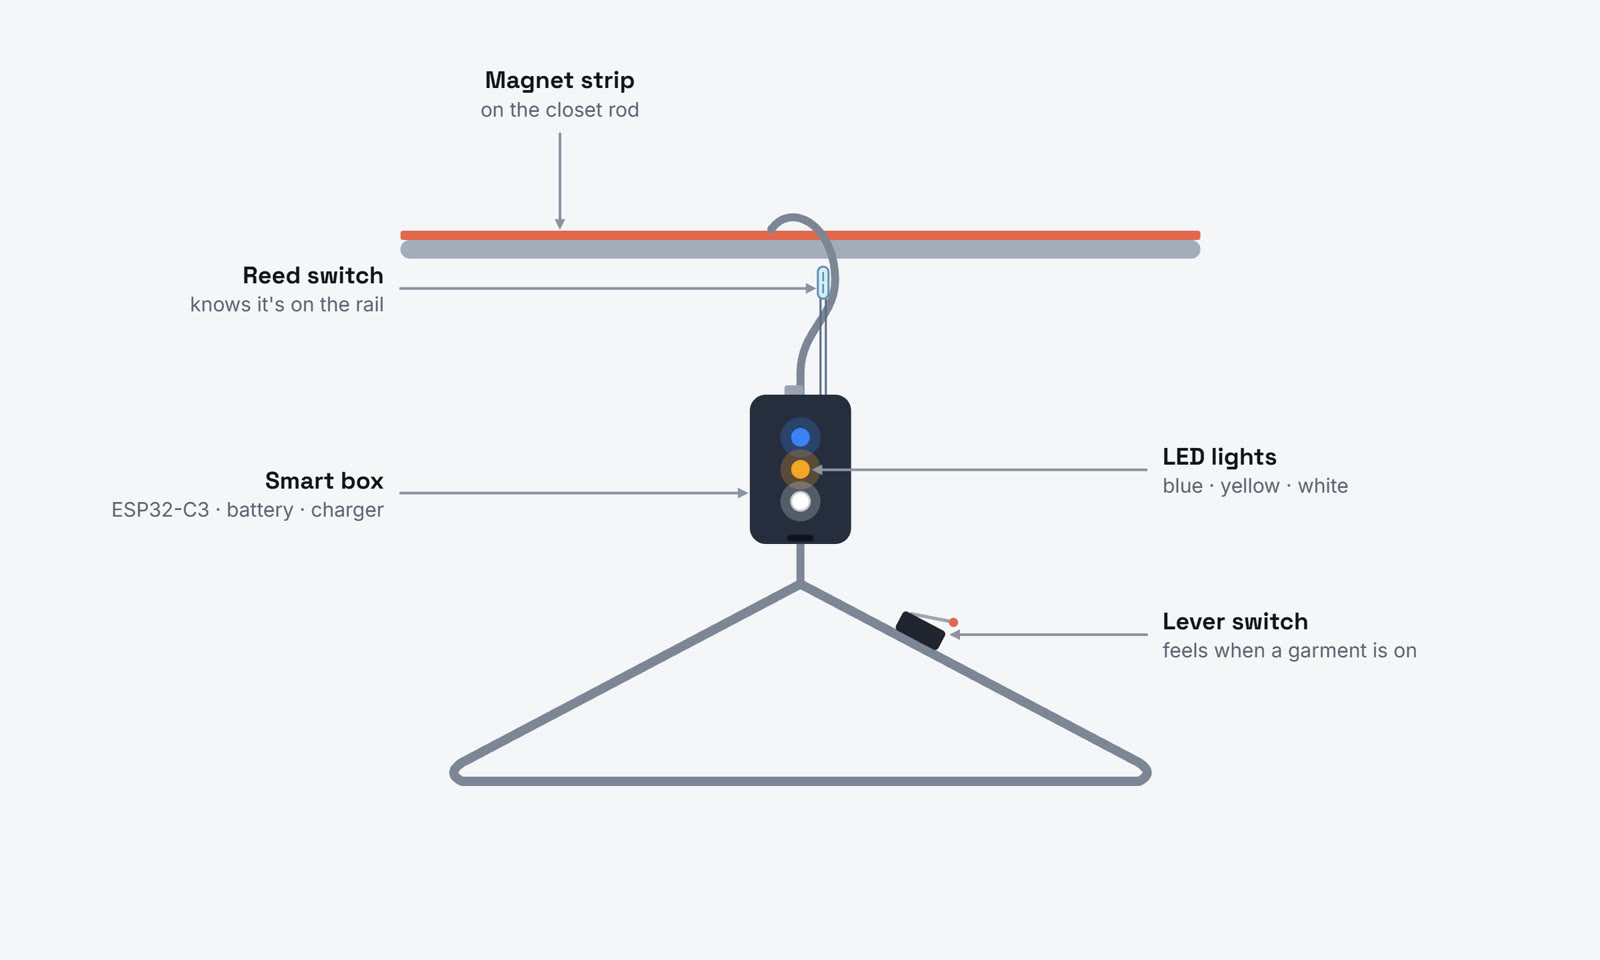 Magnet strip
on the closet rod
Reed switch
knows it's on the rail
Smart box
ESP32-C3 · battery · charger
LED lights
blue · yellow · white
Lever switch
feels when a garment is on